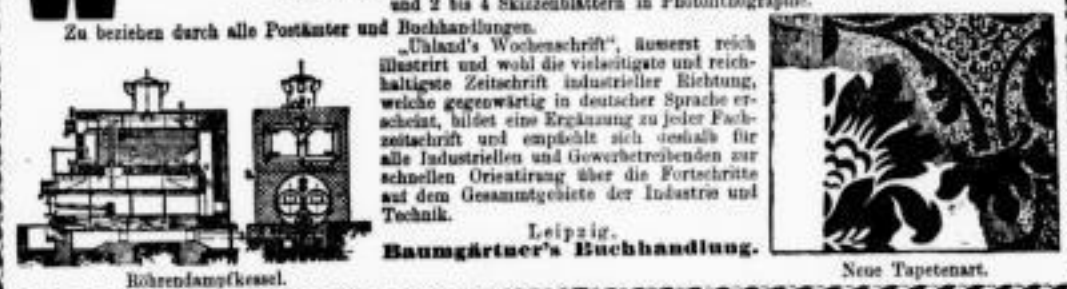 und 2 bis 4 Skizzenblättern in Photolithographie.
Zu beziehen durch alle Postämter und Buchhandlungen.
„Uhland's Wochenschrift“, äusserst reich
illustrirt und wohl die vielseitigste und reich-
haltigste Zeitschrift industrieller Richtung,
welche gegenwärtig in deutscher Sprache er-
scheint, bildet eine Ergänzung zu jeder Fach-
zeitschrift und empfiehlt sich deshalb für
alle Industriellen und Gewerbetreibenden zur
schnellen Orientirung über die Fortschritte
auf dem Gesammtgebiete der Industrie und
Technik.
Leipzig.
Baumgärtner's Buchhandlung.
Röhrendampfkessel.
Neue Tapetenart.